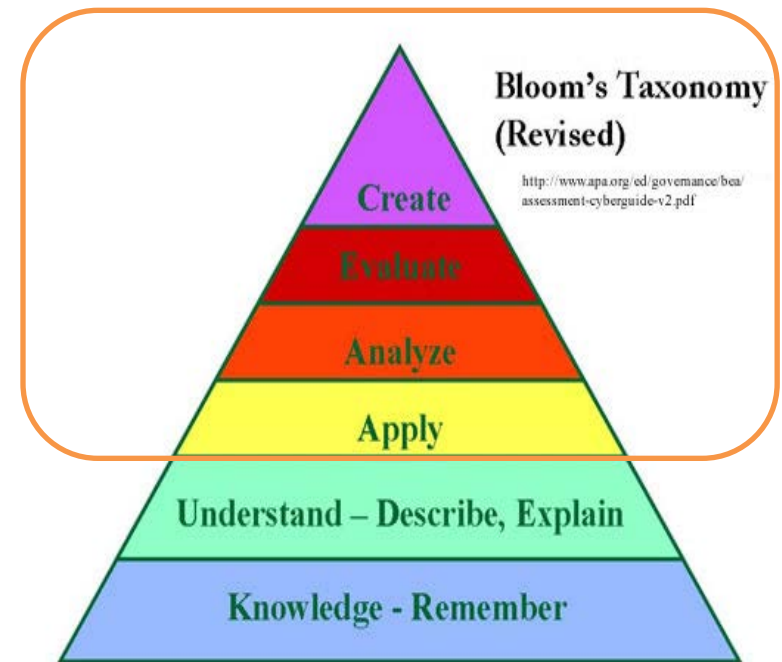 Bloom's Taxonomy
(Revised)
http://www.apa.org/ed/governance/bea/
assessment-cyberguide-v2.pdf
Create
Evaluate
Analyze
Apply
Understand – Describe, Explain
Knowledge - Remember